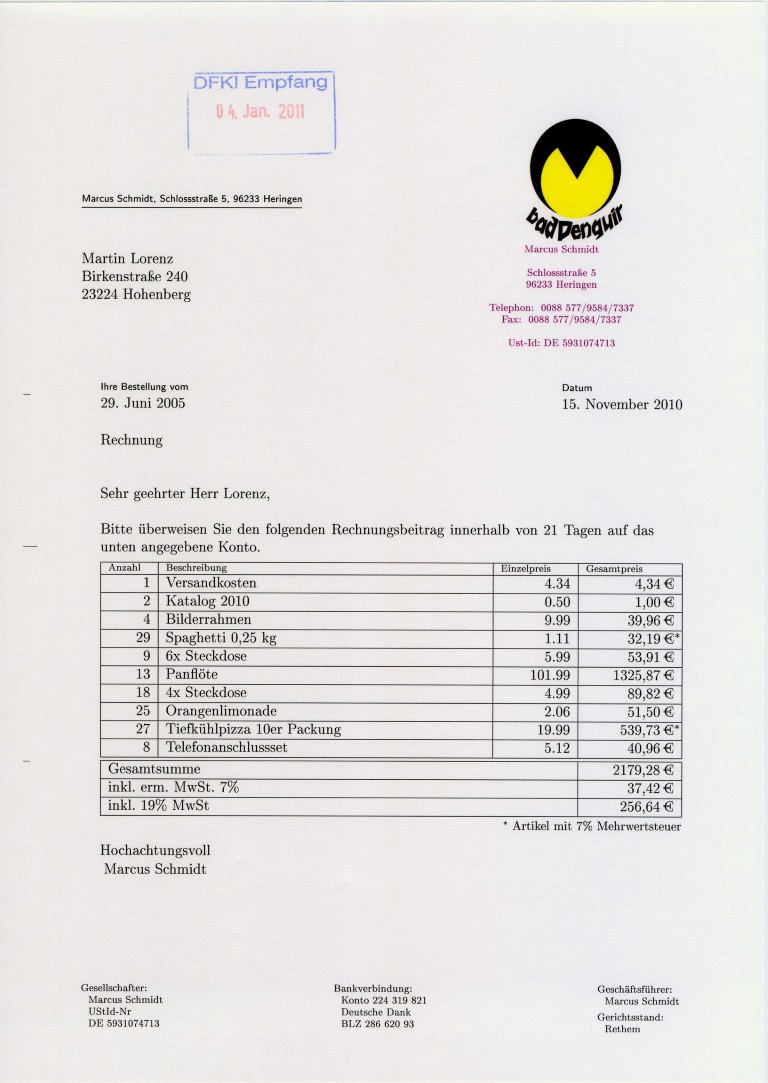 DFKI Empfang
04. Jan. 2011
badPenguin
Marcus Schmidt, Schlossstraße 5, 96233 Heringen
Marcus Schmidt
Schlossstraße 5
96233 Heringen
Telephon: 0088 577/9584/7337
Fax: 0088 577/9584/7337
Ust-Id: DE 5931074713
Martin Lorenz
Birkenstraße 240
23224 Hohenberg
Ihre Bestellung vom Datum
29. Juni 2005 15. November 2010
Rechnung
Sehr geehrter Herr Lorenz,
Bitte überweisen Sie den folgenden Rechnungsbeitrag innerhalb von 21 Tagen auf das
unten angegebene Konto.
Anzahl Beschreibung Einzelpreis Gesamtpreis
1 Versandkosten 4.34 4,34 €
2 Katalog 2010 0.50 1,00 €
4 Bilderrahmen 9.99 39,96 €
29 Spaghetti 0,25 kg 1.11 32,19 €*
9 6x Steckdose 5.99 53,91 €
13 Panflöte 101.99 1325,87 €
18 4x Steckdose 4.99 89,82 €
25 Orangenlimonade 2.06 51,50 €
27 Tiefkühlpizza 10er Packung 19.99 539,73 €*
8 Telefonanschlussset 5.12 40,96 €
Gesamtsumme 2179,28 €
inkl. erm. MwSt. 7% 37,42 €
inkl. 19% MwSt 256,64 €
* Artikel mit 7% Mehrwertsteuer
Hochachtungsvoll
Marcus Schmidt
Gesellschafter:
Marcus Schmidt
UStId-Nr
DE 5931074713
Bankverbindung:
Konto 224 319 821
Deutsche Dank
BLZ 286 620 93
Geschäftsführer:
Marcus Schmidt
Gerichtsstand:
Rethem